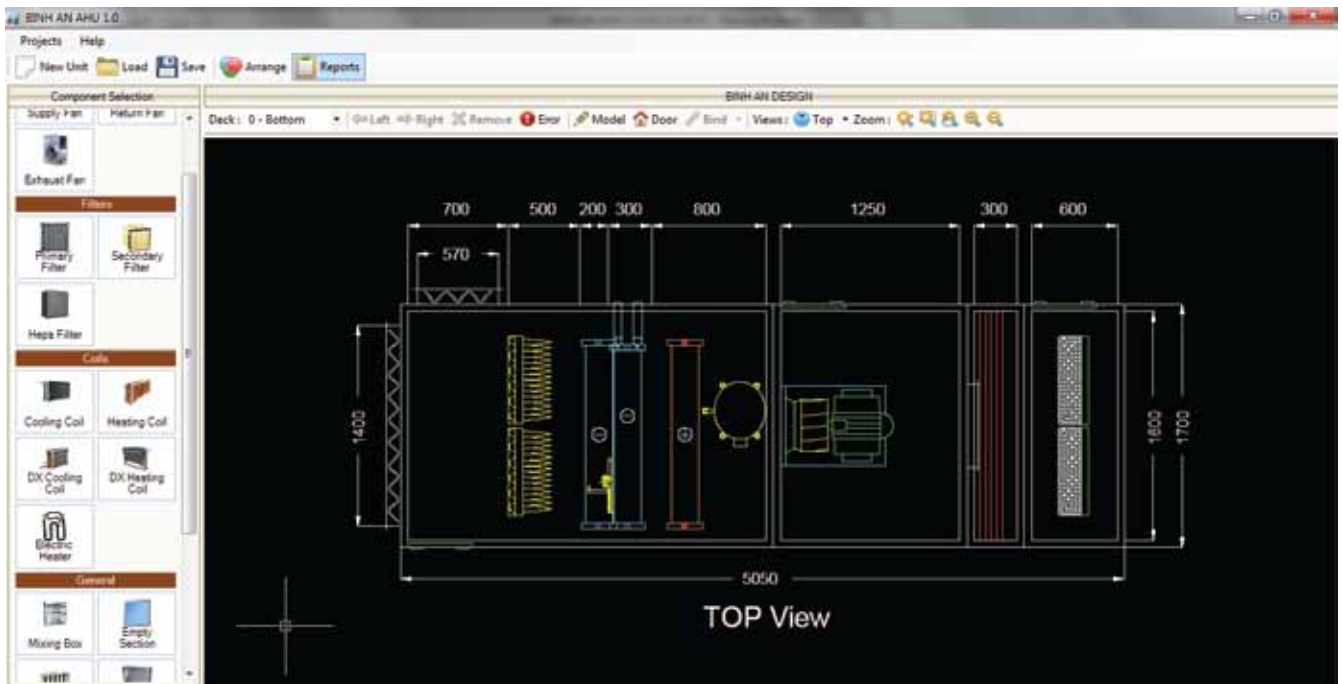 BINH AN AHU 1.0
Projects Help
New Unit Load Save Arrange Reports
Component Selection
BINH AN DESIGN
Supply Fan Return Fan
Deck: 0 - Bottom Left Right Remove Error Model Door Bind Views: Top Zoom:
Exhaust Fan
Filters
Primary Filter
Secondary Filter
Hepa Filter
Coils
Cooling Coil
Heating Coil
DX Cooling Coil
DX Heating Coil
Electric Heater
General
Mixing Box
Empty Section
700 500 200 300 800 1250 300 600
570
1400
1600
1700
5050
TOP View